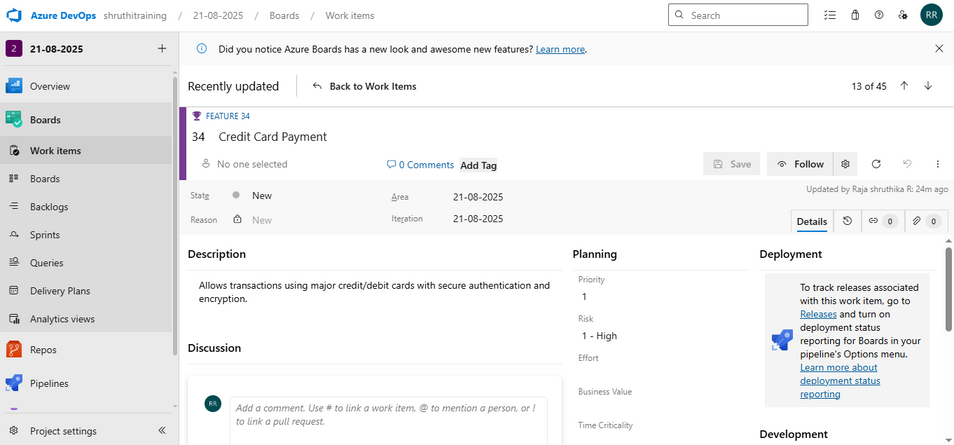 Azure DevOps shruthitraining / 21-08-2025 / Boards / Work items Search RR
2 21-08-2025 +
Did you notice Azure Boards has a new look and awesome new features? Learn more.
Overview
Boards
Work items
Boards
Backlogs
Sprints
Queries
Delivery Plans
Analytics views
Repos
Pipelines
Project settings
Recently updated Back to Work Items 13 of 45
FEATURE 34
34 Credit Card Payment
No one selected 0 Comments Add Tag Save Follow
State New Area 21-08-2025
Reason New Iteration 21-08-2025
Updated by Raja shruthika R: 24m ago
Details 0 0
Description
Allows transactions using major credit/debit cards with secure authentication and
encryption.
Discussion
RR
Add a comment. Use # to link a work item, @ to mention a person, or !
to link a pull request.
Planning
Priority
1
Risk
1 - High
Effort
Business Value
Time Criticality
Deployment
To track releases associated
with this work item, go to
Releases and turn on
deployment status
reporting for Boards in your
pipeline's Options menu.
Learn more about
deployment status
reporting
Development